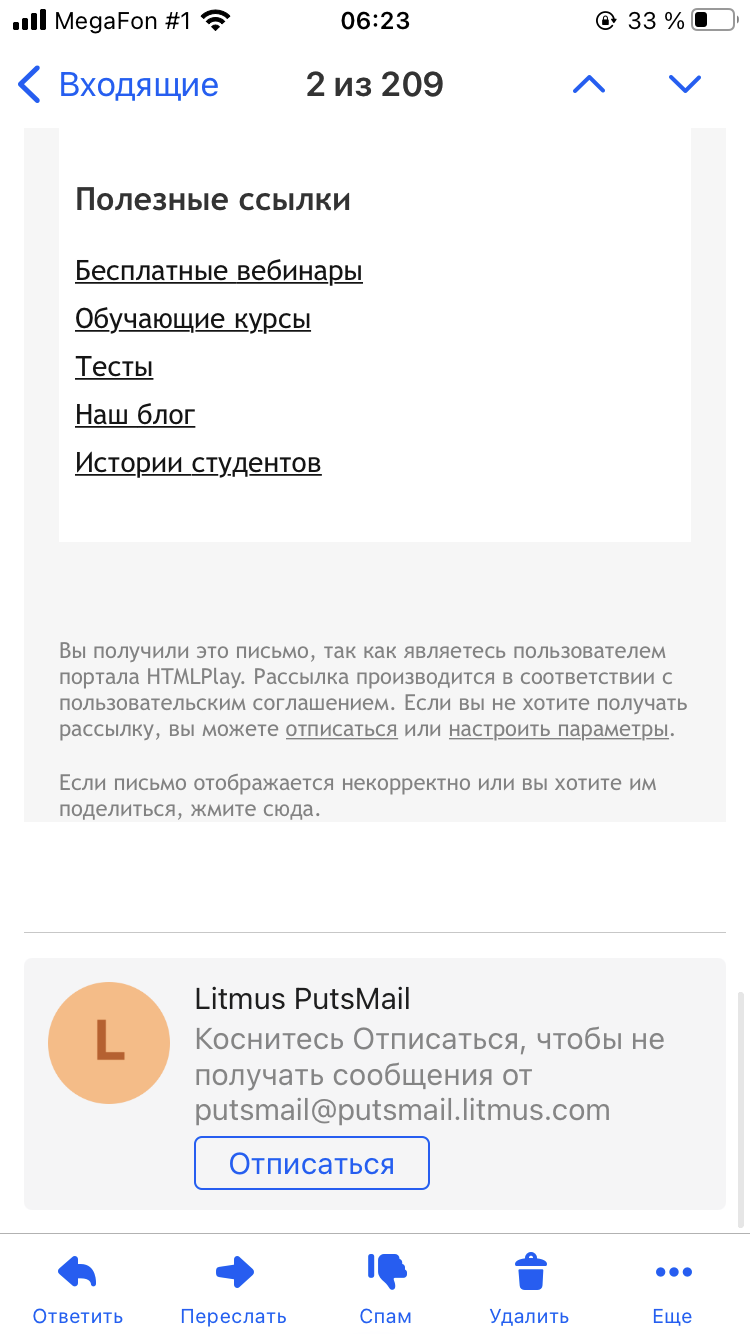 MegaFon #1 06:23 33 %
Входящие 2 из 209
Полезные ссылки
Бесплатные вебинары
Обучающие курсы
Тесты
Наш блог
Истории студентов
Вы получили это письмо, так как являетесь пользователем
портала HTMLPlay. Рассылка производится в соответствии с
пользовательским соглашением. Если вы не хотите получать
рассылку, вы можете отписаться или настроить параметры.
Если письмо отображается некорректно или вы хотите им
поделиться, жмите сюда.
L
Litmus PutsMail
Коснитесь Отписаться, чтобы не
получать сообщения от
putsmail@putsmail.litmus.com
Отписаться
Ответить Переслать Спам Удалить Еще